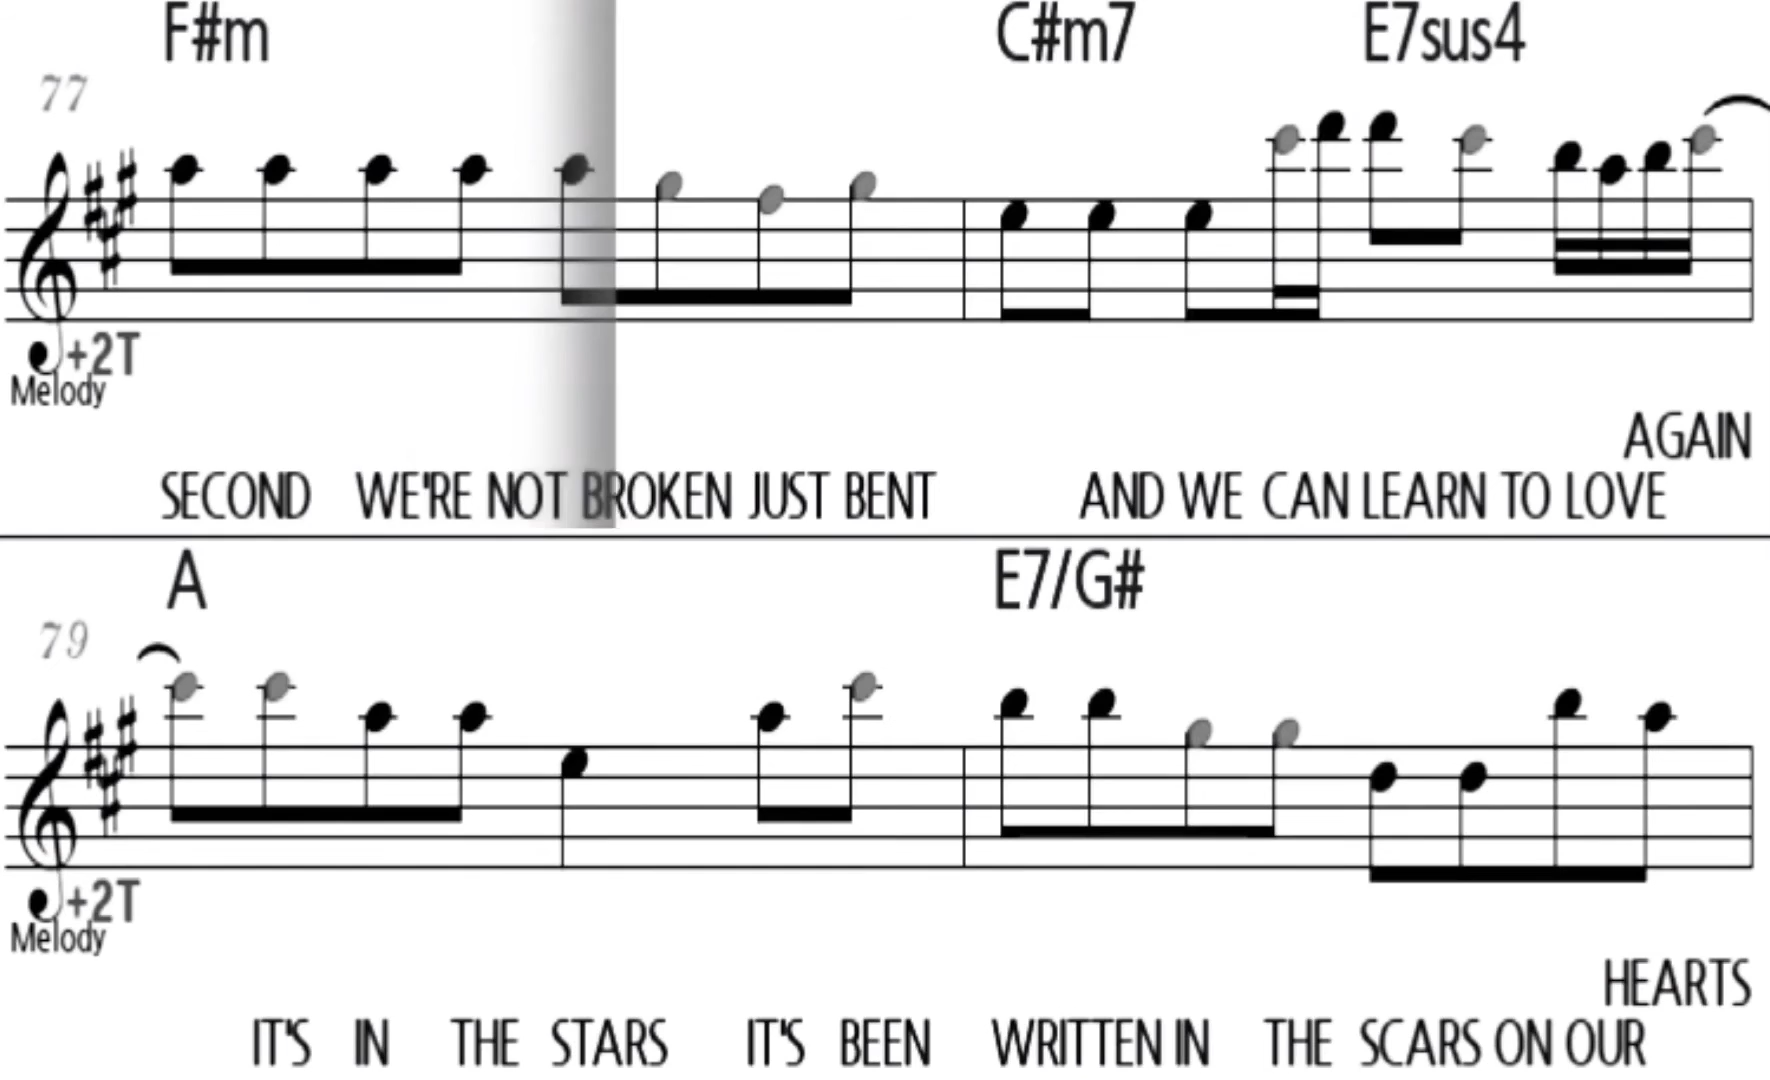 F#m C#m7 E7sus4
77
+2T
Melody
AGAIN
SECOND WE'RE NOT BROKEN JUST BENT AND WE CAN LEARN TO LOVE
A E7/G#
79
+2T
Melody
HEARTS
IT'S IN THE STARS IT'S BEEN WRITTEN IN THE SCARS ON OUR